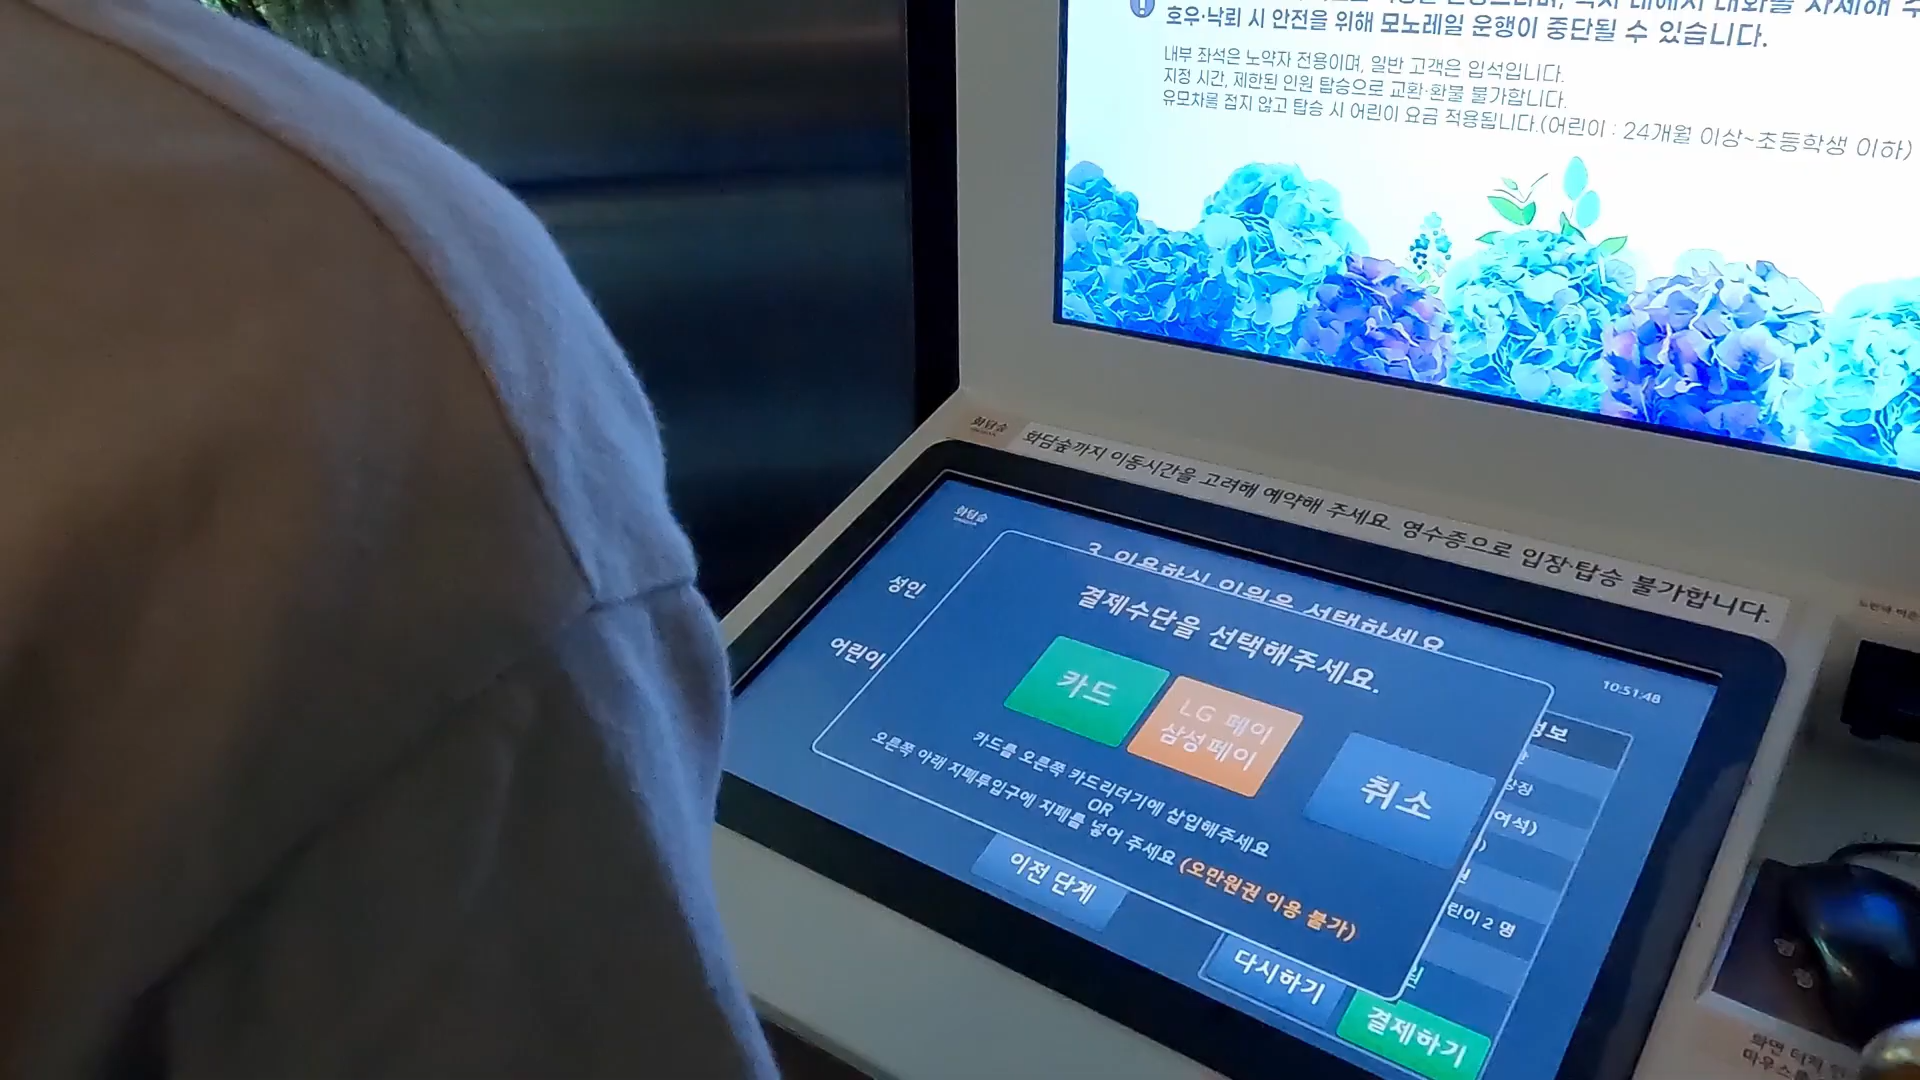 호우·낙뢰 시 안전을 위해 모노레일 운행이 중단될 수 있습니다.
내부 좌석은 노약자 전용이며, 일반 고객은 입석입니다.
지정 시간, 제한된 인원 탑승으로 교환·환불 불가합니다.
유모차를 접지 않고 탑승 시 어린이 요금 적용됩니다.(어린이 : 24개월 이상~초등학생 이하)
화담숲
화담숲까지 이동시간을 고려해 예약해 주세요. 영수증으로 입장·탑승 불가합니다.
화담숲
3 이용하실 인원을 선택하세요
성인
어린이
10:51:48
결제수단을 선택해주세요.
카드
LG 페이
삼성페이
취소
카드를 오른쪽 카드리더기에 삽입해주세요
OR
오른쪽 아래 지폐투입구에 지폐를 넣어 주세요 (오만원권 이용 불가)
린이 2 명
이전 단계
다시하기
결제하기